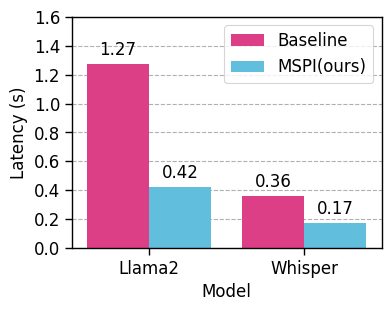 Baseline
MSPI(ours)
1.27
0.42
0.36
0.17
1.6
1.4
1.2
1.0
0.8
0.6
0.4
0.2
0.0
Latency (s)
Llama2
Whisper
Model